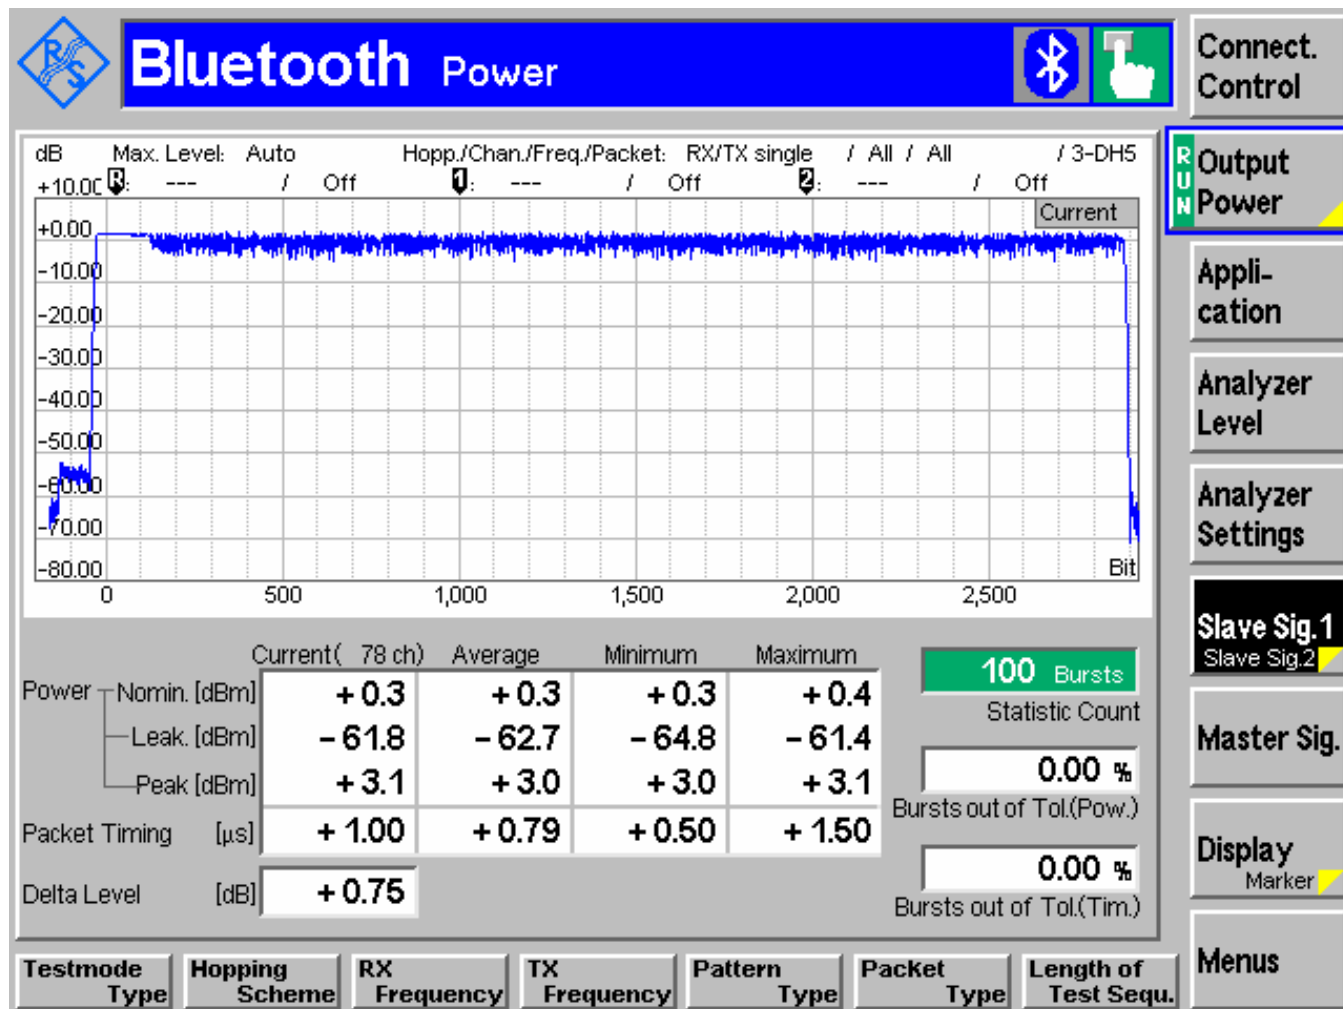 R S
Bluetooth Power
Connect. Control
dB Max. Level: Auto Hopp./Chan./Freq./Packet: RX/TX single / All / All / 3-DH5
+10.00 R: --- / Off 1: --- / Off 2: --- / Off
Current
+0.00
-10.00
-20.00
-30.00
-40.00
-50.00
-60.00
-70.00
-80.00
Bit
0 500 1,000 1,500 2,000 2,500
RUN
Output Power
Appli-
cation
Analyzer Level
Analyzer Settings
Slave Sig.1
Slave Sig.2
Master Sig.
Display
Marker
Menus
Current( 78 ch) Average Minimum Maximum
Power Nomin. [dBm] +0.3 +0.3 +0.3 +0.4
Leak. [dBm] -61.8 -62.7 -64.8 -61.4
Peak [dBm] +3.1 +3.0 +3.0 +3.1
Packet Timing [µs] +1.00 +0.79 +0.50 +1.50
Delta Level [dB] +0.75
100 Bursts
Statistic Count
0.00 %
Bursts out of Tol.(Pow.)
0.00 %
Bursts out of Tol.(Tim.)
Testmode Type
Hopping Scheme
RX Frequency
TX Frequency
Pattern Type
Packet Type
Length of Test Sequ.